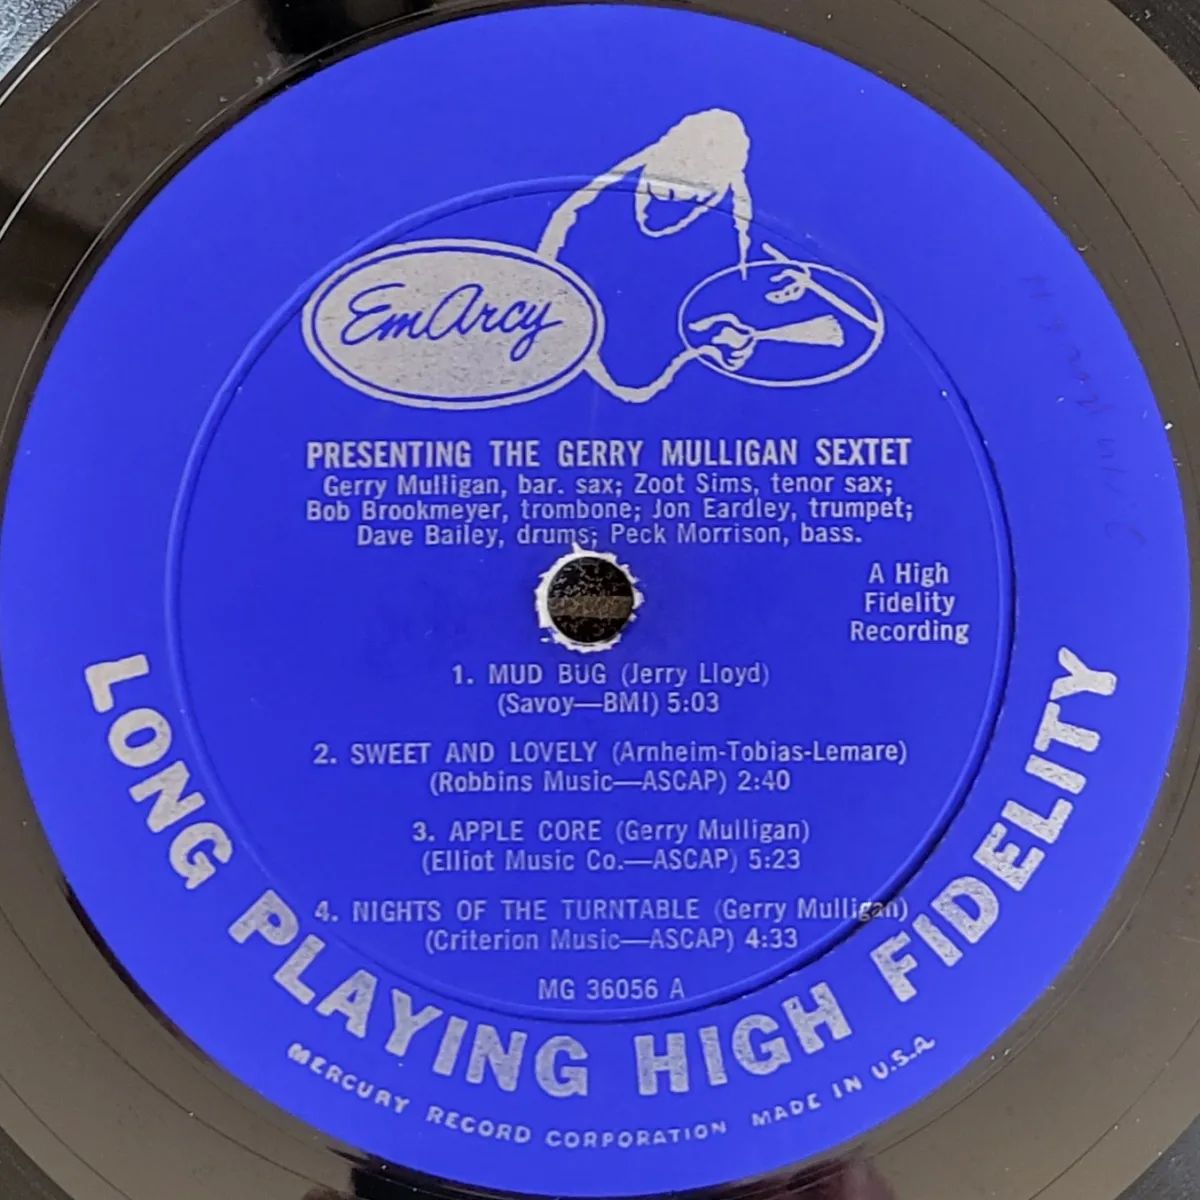 EmArcy
PRESENTING THE GERRY MULLIGAN SEXTET
Gerry Mulligan, bar. sax; Zoot Sims, tenor sax;
Bob Brookmeyer, trombone; Jon Eardley, trumpet;
Dave Bailey, drums; Peck Morrison, bass.
A High
Fidelity
Recording
1. MUD BUG (Jerry Lloyd)
(Savoy—BMI) 5:03
2. SWEET AND LOVELY (Arnheim-Tobias-Lemare)
(Robbins Music—ASCAP) 2:40
3. APPLE CORE (Gerry Mulligan)
(Elliot Music Co.—ASCAP) 5:23
4. NIGHTS OF THE TURNTABLE (Gerry Mulligan)
(Criterion Music—ASCAP) 4:33
MG 36056 A
LONG PLAYING HIGH FIDELITY
MERCURY RECORD CORPORATION MADE IN U.S.A.